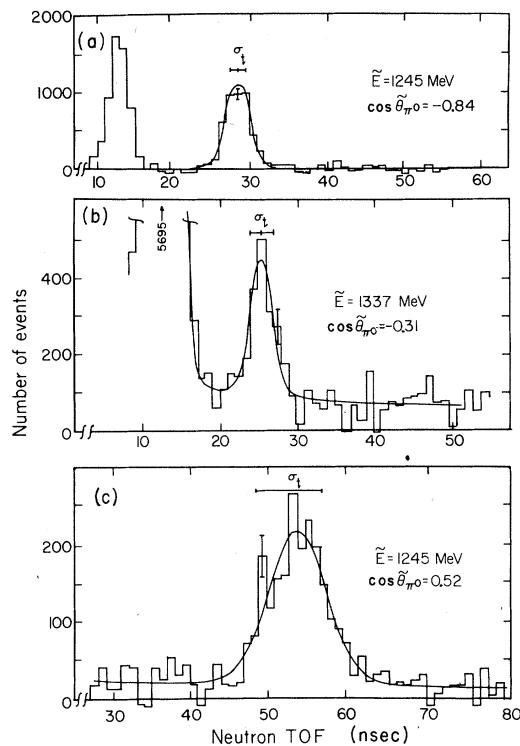 (a)
σt
Ẽ=1245 MeV
cos θ̃π⁰=−0.84
2000
1000
0
10 20 30 40 50 60
(b)
5695→
σt
Ẽ=1337 MeV
cos θ̃π⁰=−0.31
Number of events
400
200
0
10 20 30 40 50
(c)
σt
Ẽ=1245 MeV
cos θ̃π⁰=0.52
200
100
0
30 40 50 60 70 80
Neutron TOF (nsec)